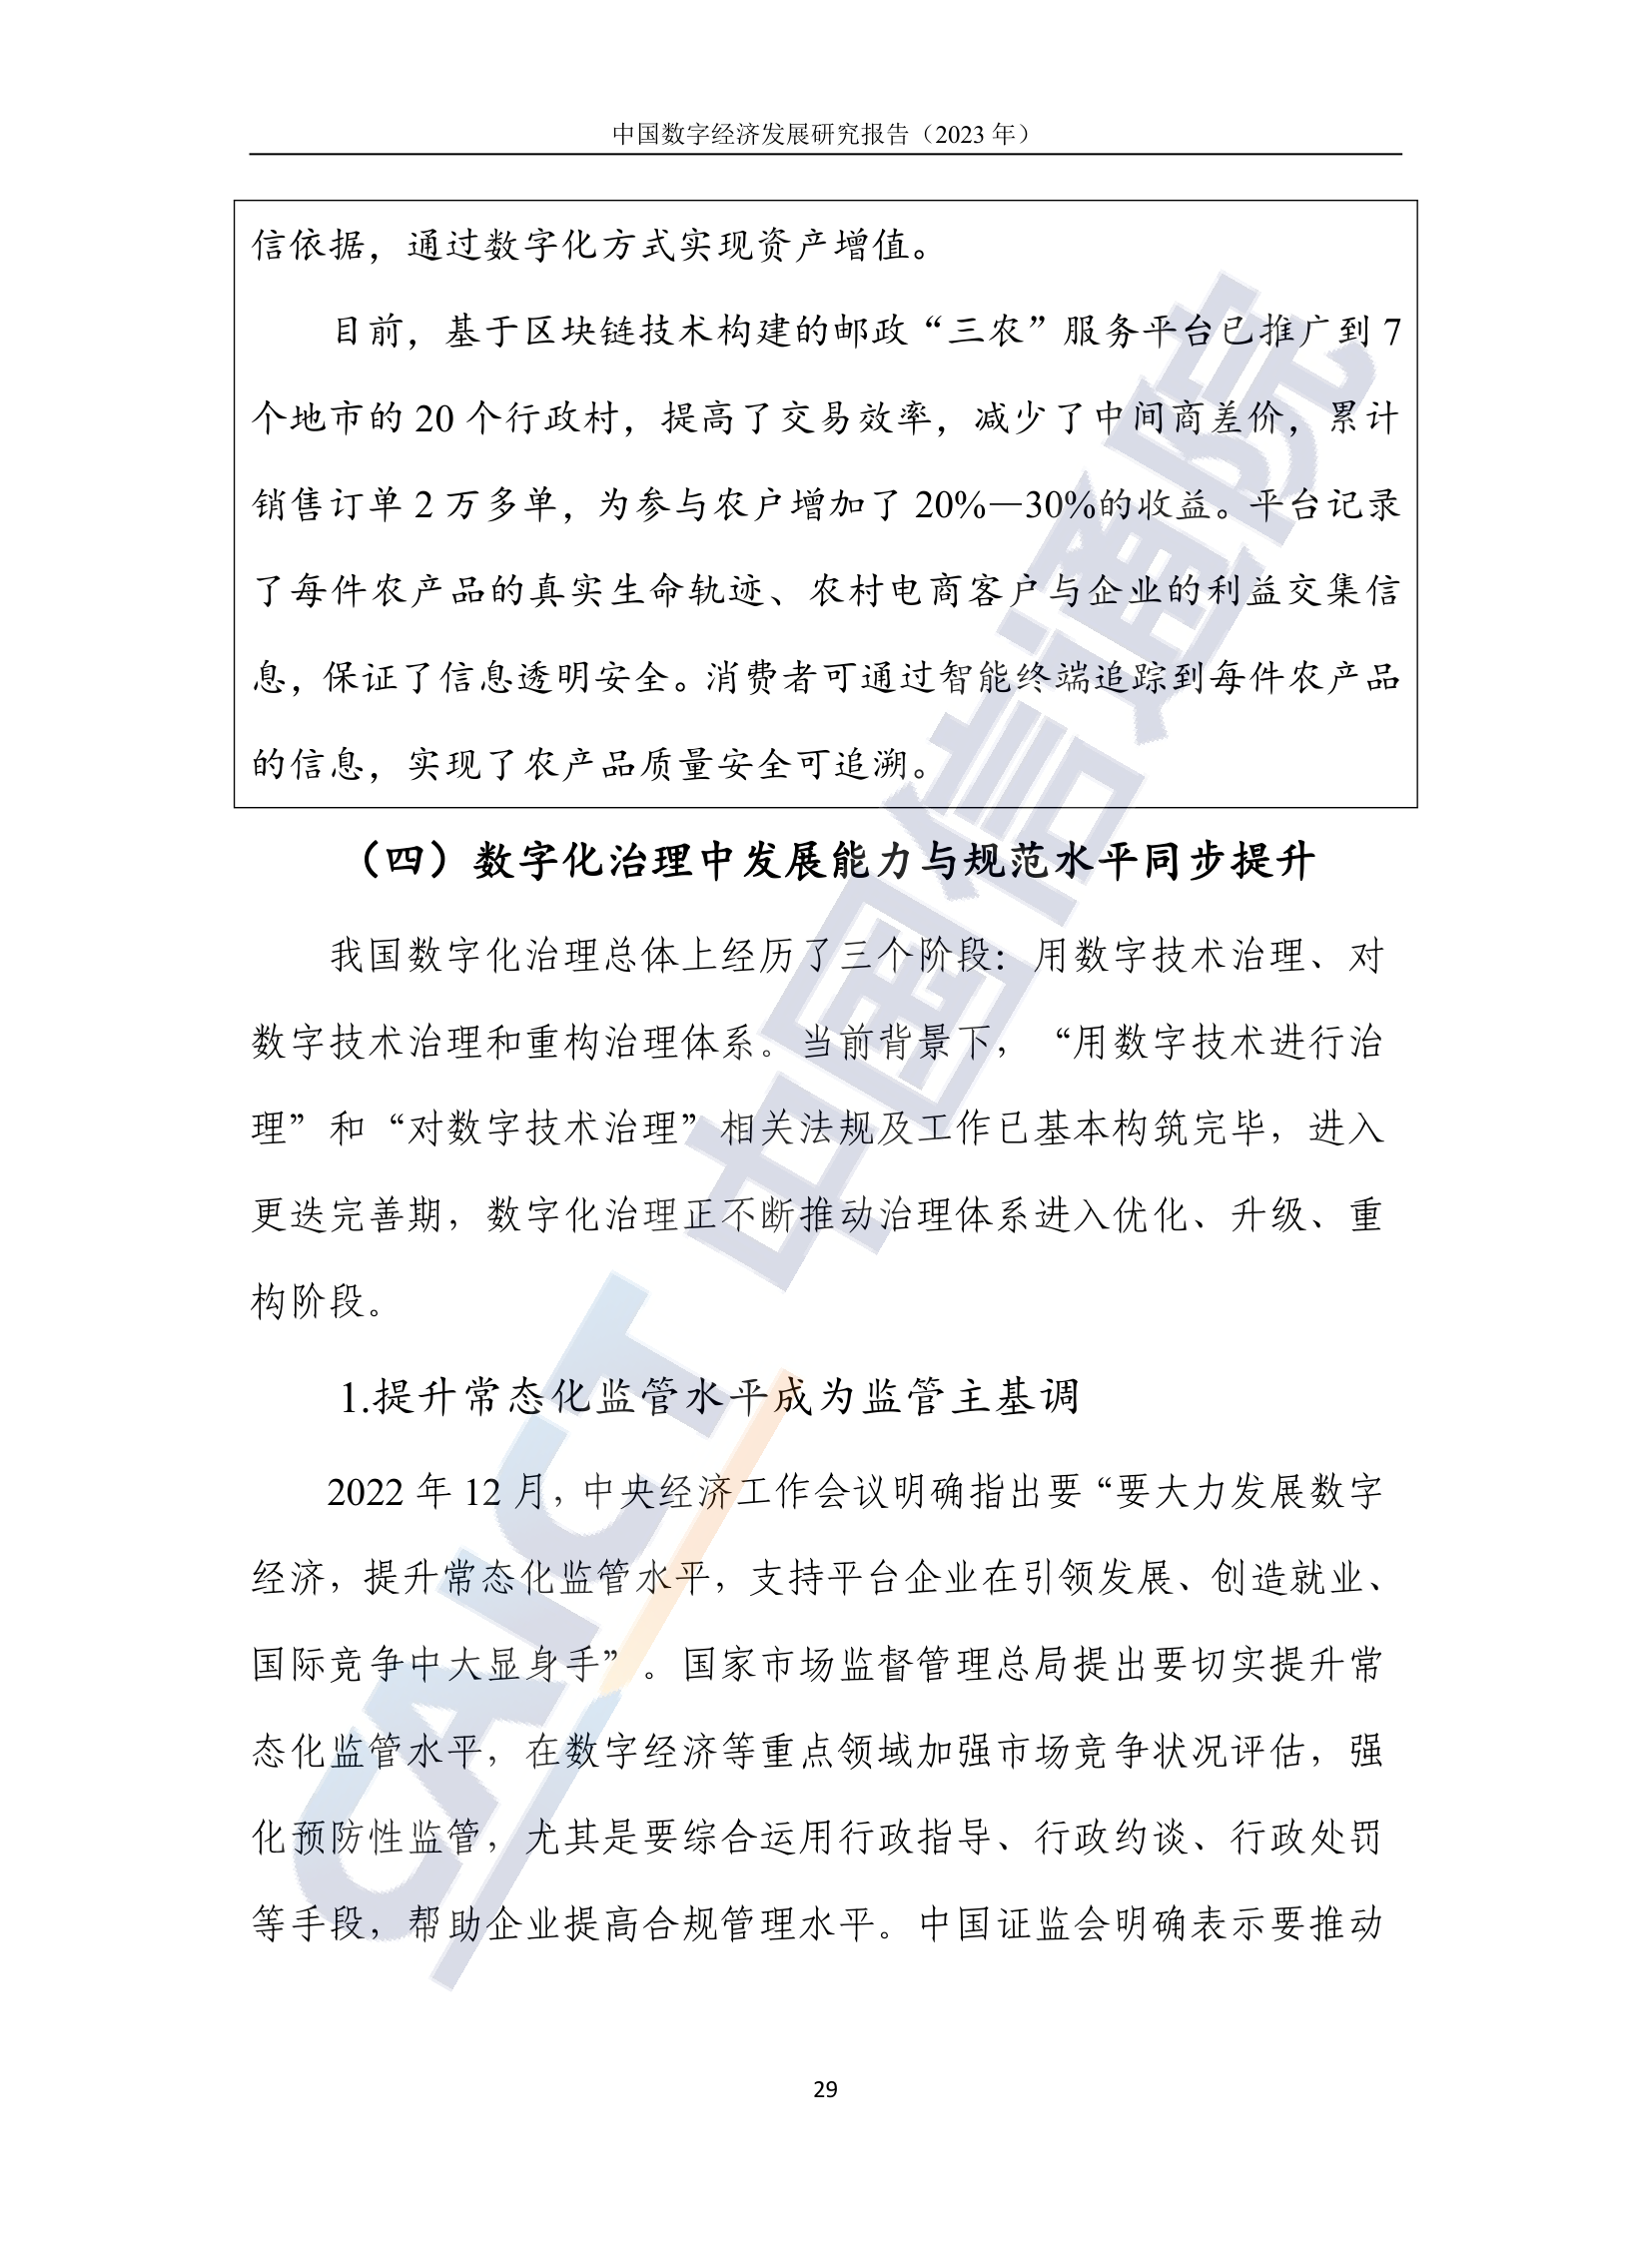 中国数字经济发展研究报告（2023 年）
信依据，通过数字化方式实现资产增值。
目前，基于区块链技术构建的邮政“三农”服务平台已推广到 7
个地市的 20 个行政村，提高了交易效率，减少了中间商差价，累计
销售订单 2 万多单，为参与农户增加了 20%—30%的收益。平台记录
了每件农产品的真实生命轨迹、农村电商客户与企业的利益交集信
息，保证了信息透明安全。消费者可通过智能终端追踪到每件农产品
的信息，实现了农产品质量安全可追溯。
（四）数字化治理中发展能力与规范水平同步提升
我国数字化治理总体上经历了三个阶段：用数字技术治理、对
数字技术治理和重构治理体系。当前背景下，“用数字技术进行治
理”和“对数字技术治理”相关法规及工作已基本构筑完毕，进入
更迭完善期，数字化治理正不断推动治理体系进入优化、升级、重
构阶段。
1.提升常态化监管水平成为监管主基调
2022 年 12 月，中央经济工作会议明确指出要“要大力发展数字
经济，提升常态化监管水平，支持平台企业在引领发展、创造就业、
国际竞争中大显身手”。国家市场监督管理总局提出要切实提升常
态化监管水平，在数字经济等重点领域加强市场竞争状况评估，强
化预防性监管，尤其是要综合运用行政指导、行政约谈、行政处罚
等手段，帮助企业提高合规管理水平。中国证监会明确表示要推动
CAICT 中国信通院
29